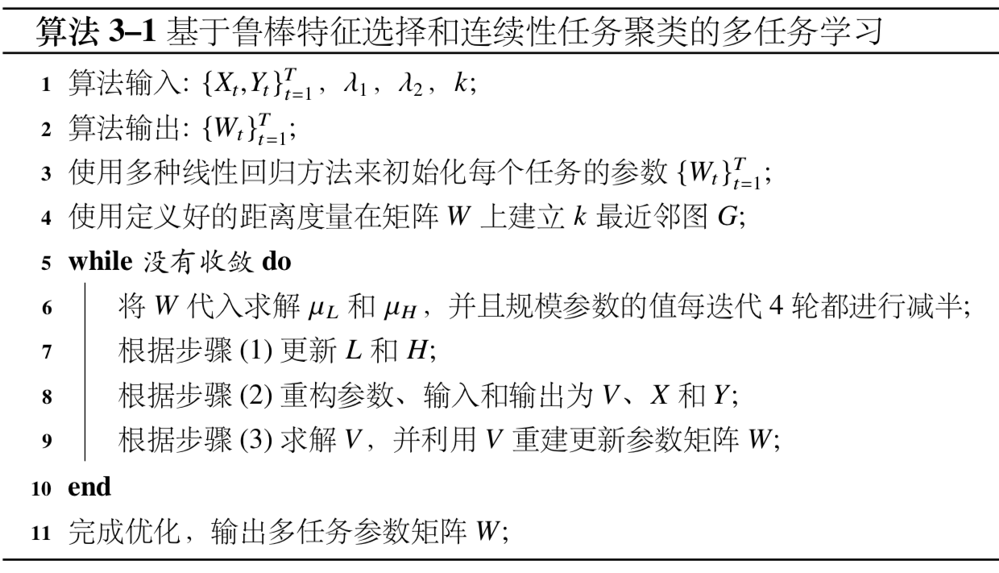 算法 3–1 基于鲁棒特征选择和连续性任务聚类的多任务学习
1 算法输入: {X_t,Y_t}_{t=1}^T，λ_1，λ_2，k;
2 算法输出: {W_t}_{t=1}^T;
3 使用多种线性回归方法来初始化每个任务的参数 {W_t}_{t=1}^T;
4 使用定义好的距离度量在矩阵 W 上建立 k 最近邻图 G;
5 while 没有收敛 do
6 将 W 代入求解 μ_L 和 μ_H，并且规模参数的值每迭代 4 轮都进行减半;
7 根据步骤 (1) 更新 L 和 H;
8 根据步骤 (2) 重构参数、输入和输出为 V、X 和 Y;
9 根据步骤 (3) 求解 V，并利用 V 重建更新参数矩阵 W;
10 end
11 完成优化，输出多任务参数矩阵 W;